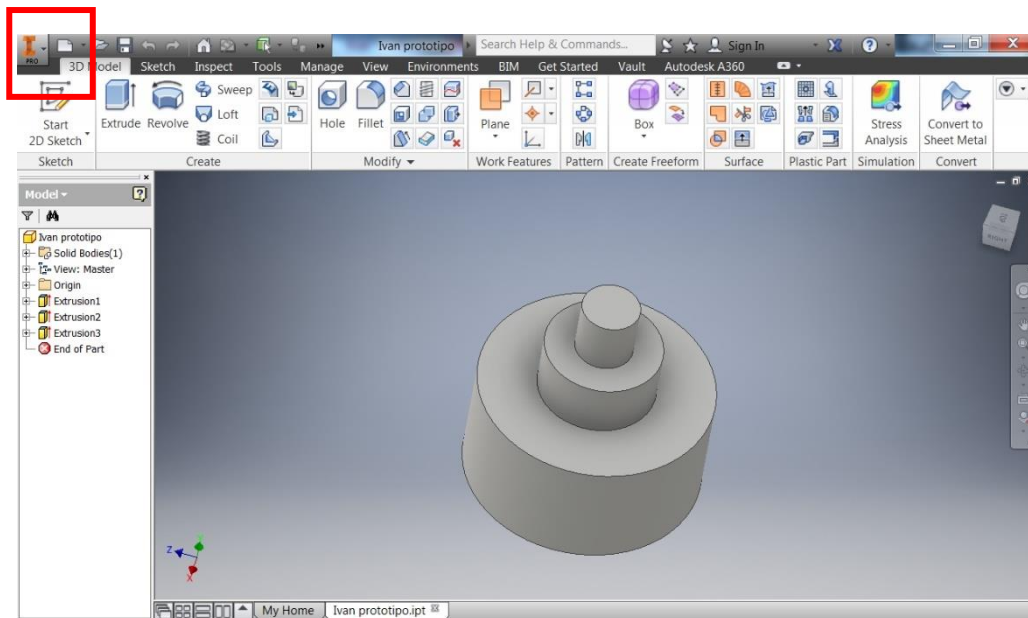 I PRO
Ivan prototipo
Search Help & Commands...
Sign In
3D Model Sketch Inspect Tools Manage View Environments BIM Get Started Vault Autodesk A360
Start 2D Sketch
Extrude Revolve
Sweep
Loft
Coil
Hole Fillet
Plane
Box
Stress Analysis
Convert to Sheet Metal
Sketch Create Modify Work Features Pattern Create Freeform Surface Plastic Part Simulation Convert
Model
Ivan prototipo
Solid Bodies(1)
View: Master
Origin
Extrusion1
Extrusion2
Extrusion3
End of Part
Z
X
My Home Ivan prototipo.ipt